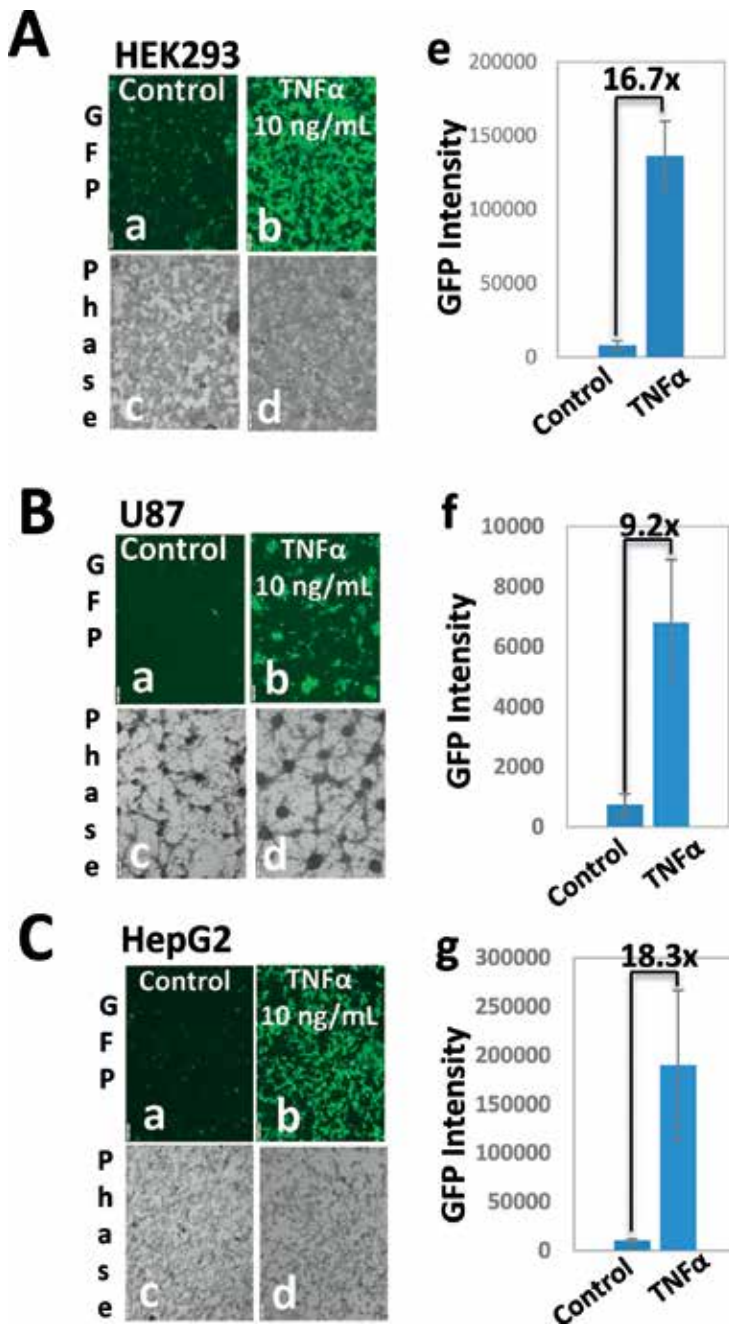 A
HEK293
Control
TNFα
10 ng/mL
G
F
P
a
b
P
h
a
s
e
c
d
e
200000
150000
100000
50000
0
GFP Intensity
16.7x
Control
TNFα
B
U87
Control
TNFα
10 ng/mL
G
F
P
a
b
P
h
a
s
e
c
d
f
10000
8000
6000
4000
2000
0
GFP Intensity
9.2x
Control
TNFα
C
HepG2
Control
TNFα
10 ng/mL
G
F
P
a
b
P
h
a
s
e
c
d
g
300000
250000
200000
150000
100000
50000
0
GFP Intensity
18.3x
Control
TNFα